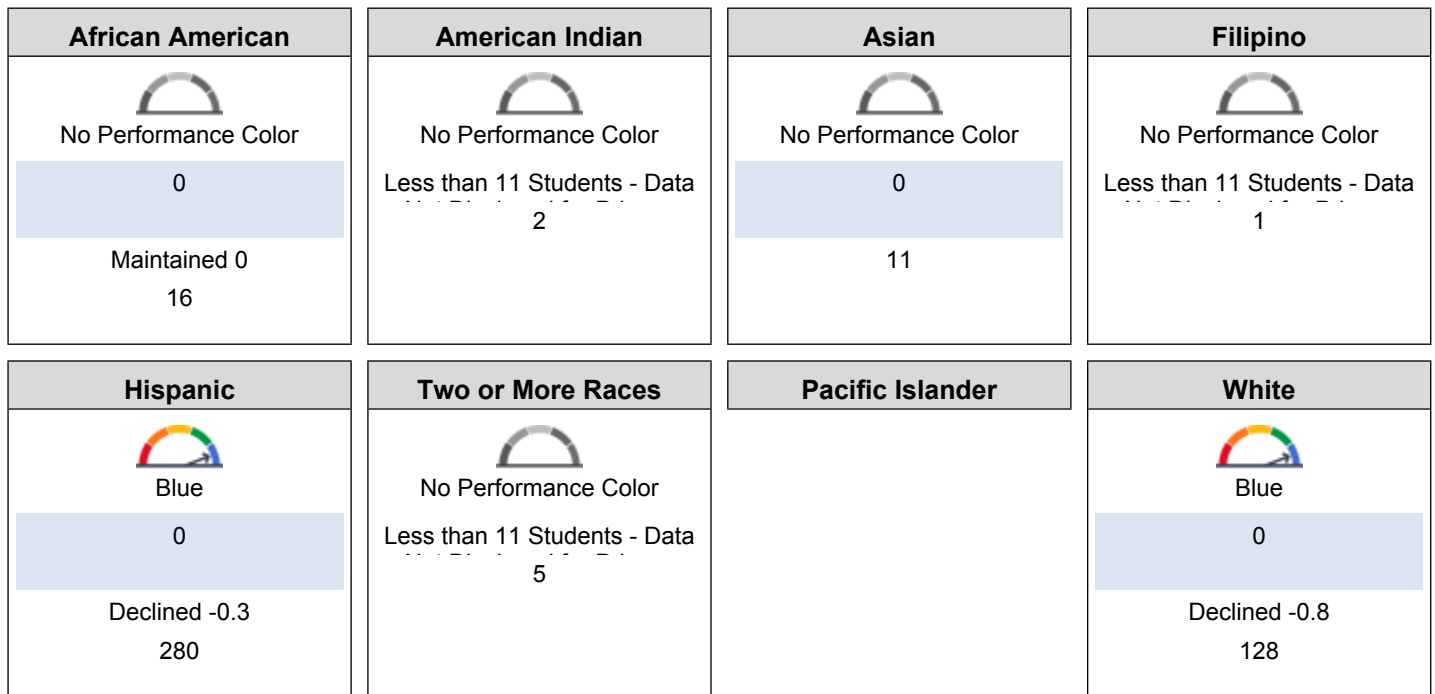 African American
No Performance Color
0
Maintained 0
16
American Indian
No Performance Color
Less than 11 Students - Data
2
Asian
No Performance Color
0
11
Filipino
No Performance Color
Less than 11 Students - Data
1
Hispanic
Blue
0
Declined -0.3
280
Two or More Races
No Performance Color
Less than 11 Students - Data
5
Pacific Islander
White
Blue
0
Declined -0.8
128